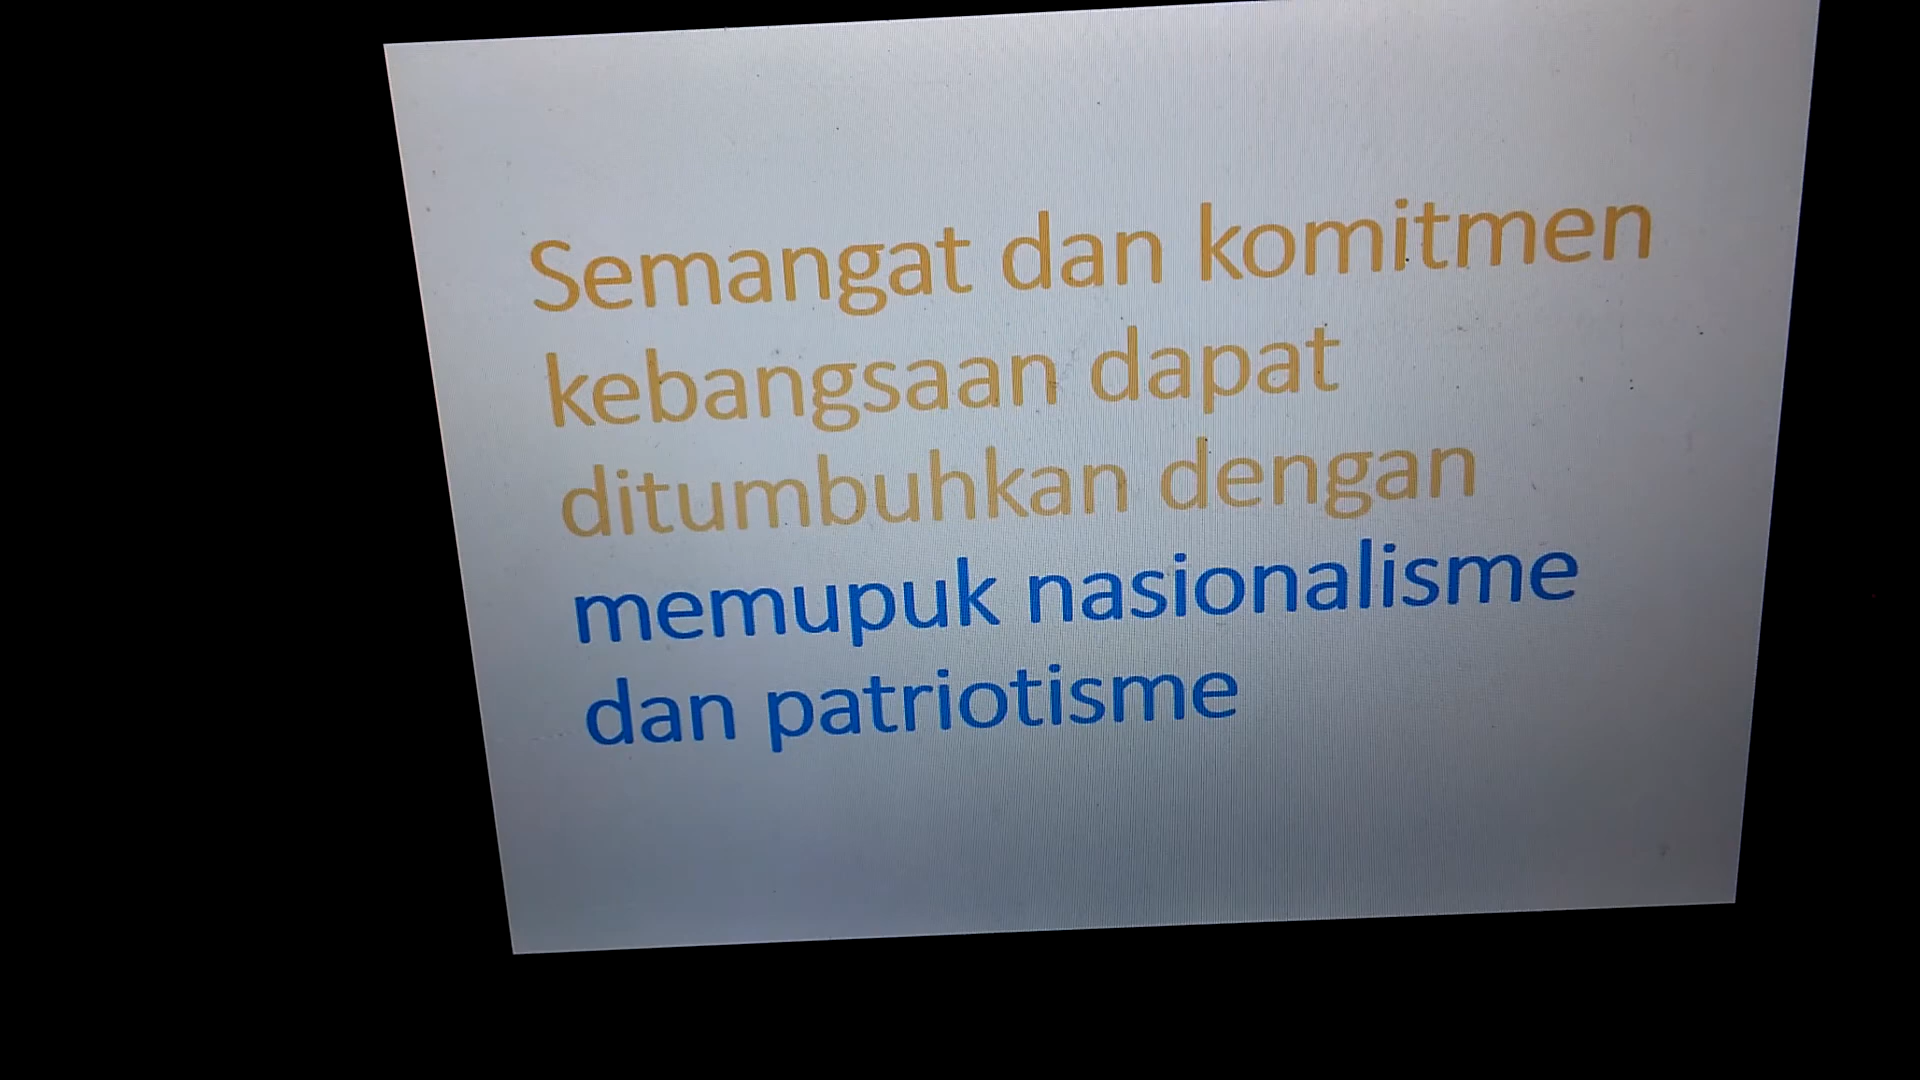 Semangat dan komitmen
kebangsaan dapat
ditumbuhkan dengan
memupuk nasionalisme
dan patriotisme